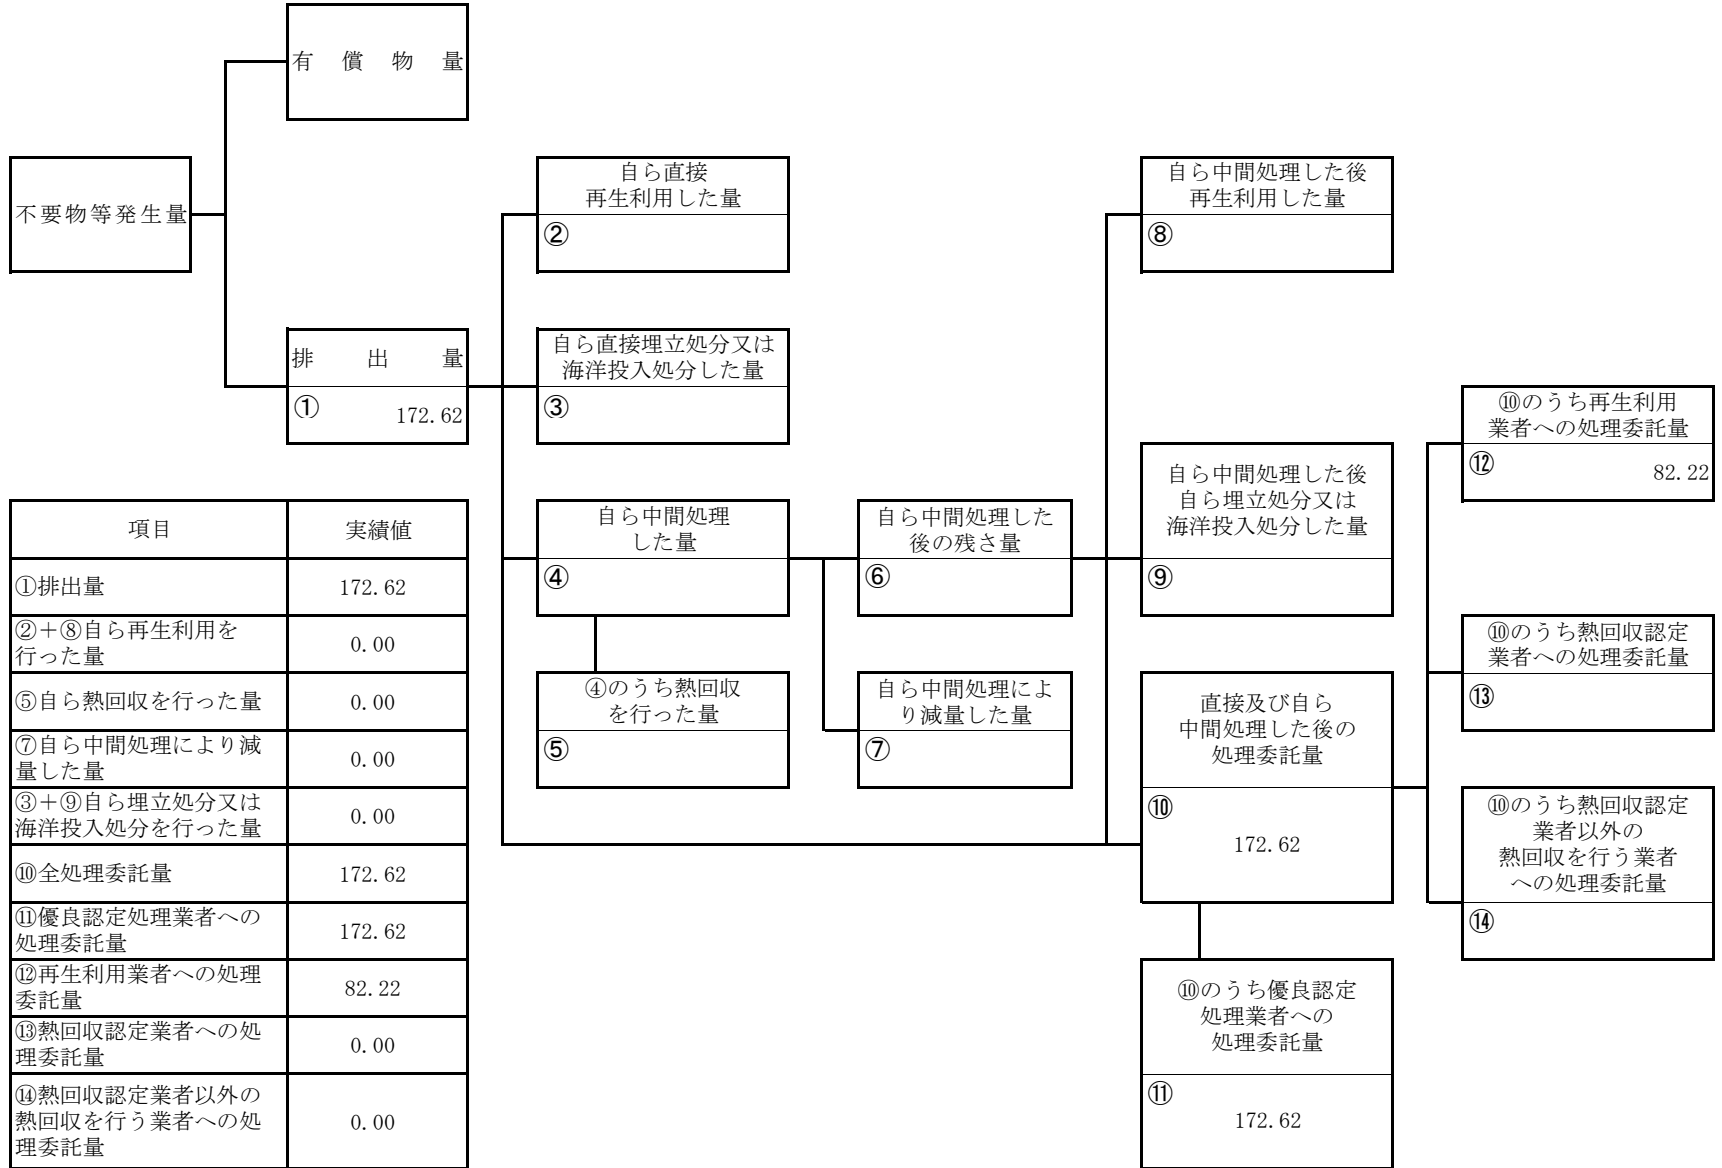 有償物量
不要物等発生量
排出量
① 172.62
自ら直接
再生利用した量
②
自ら直接埋立処分又は
海洋投入処分した量
③
自ら中間処理
した量
④
④のうち熱回収
を行った量
⑤
自ら中間処理した
後の残さ量
⑥
自ら中間処理によ
り減量した量
⑦
自ら中間処理した後
再生利用した量
⑧
自ら中間処理した後
自ら埋立処分又は
海洋投入処分した量
⑨
直接及び自ら
中間処理した後の
処理委託量
⑩
172.62
⑩のうち優良認定
処理業者への
処理委託量
⑪
172.62
⑩のうち再生利用
業者への処理委託量
⑫ 82.22
⑩のうち熱回収認定
業者への処理委託量
⑬
⑩のうち熱回収認定
業者以外の
熱回収を行う業者
への処理委託量
⑭
項目 実績値
①排出量 172.62
②＋⑧自ら再生利用を
行った量 0.00
⑤自ら熱回収を行った量 0.00
⑦自ら中間処理により減
量した量 0.00
③＋⑨自ら埋立処分又は
海洋投入処分を行った量 0.00
⑩全処理委託量 172.62
⑪優良認定処理業者への
処理委託量 172.62
⑫再生利用業者への処理
委託量 82.22
⑬熱回収認定業者への処
理委託量 0.00
⑭熱回収認定業者以外の
熱回収を行う業者への処
理委託量 0.00